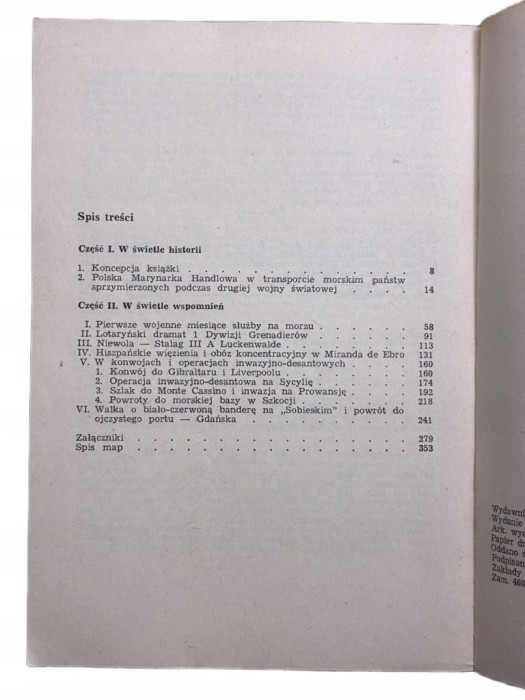 Spis treści
Część I. W świetle historii
1. Koncepcja książki . . . . . . . . . . . . . . 8
2. Polska Marynarka Handlowa w transporcie morskim państw
sprzymierzonych podczas drugiej wojny światowej . . . . 14
Część II. W świetle wspomnień
I. Pierwsze wojenne miesiące służby na morzu . . . . . . 58
II. Lotaryński dramat 1 Dywizji Grenadierów . . . . . . 91
III. Niewola — Stalag III A Luckenwalde . . . . . . . . 113
IV. Hiszpańskie więzienia i obóz koncentracyjny w Miranda de Ebro 131
V. W konwojach i operacjach inwazyjno-desantowych . . . . 160
1. Konwój do Gibraltaru i Liverpoolu . . . . . . . . 160
2. Operacja inwazyjno-desantowa na Sycylię . . . . . . 174
3. Szlak do Monte Cassino i inwazja na Prowansję . . . . 192
4. Powroty do morskiej bazy w Szkocji . . . . . . . 218
VI. Walka o biało-czerwoną banderę na „Sobieskim” i powrót do
ojczystego portu — Gdańska . . . . . . . . . . 241
Załączniki . . . . . . . . . . . . . . . . . . 279
Spis map . . . . . . . . . . . . . . . . . . 353
Wydawni
Wydanie
Ark. wyd
Papier
Oddano
Podpisan
Zakłady
Zam. 460